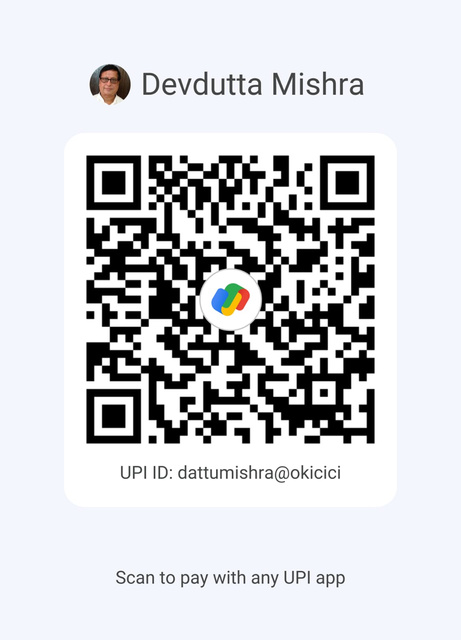 Devdutta Mishra
UPI ID: dattumishra@okicici
Scan to pay with any UPI app